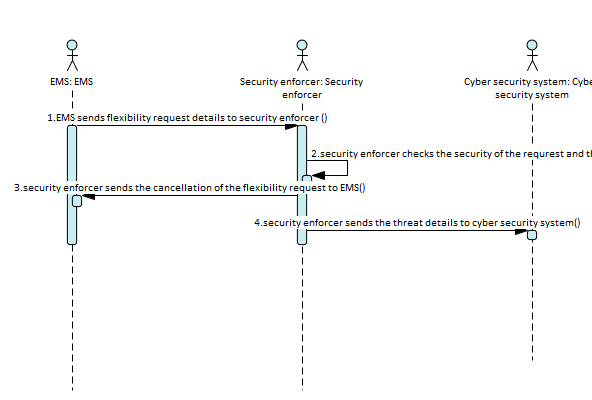 EMS: EMS
Security enforcer: Security
enforcer
Cyber security system: Cybe
security system
1.EMS sends flexibility request details to security enforcer ()
2.security enforcer checks the security of the requrest and th
3.security enforcer sends the cancellation of the flexibility request to EMS()
4.security enforcer sends the threat details to cyber security system()